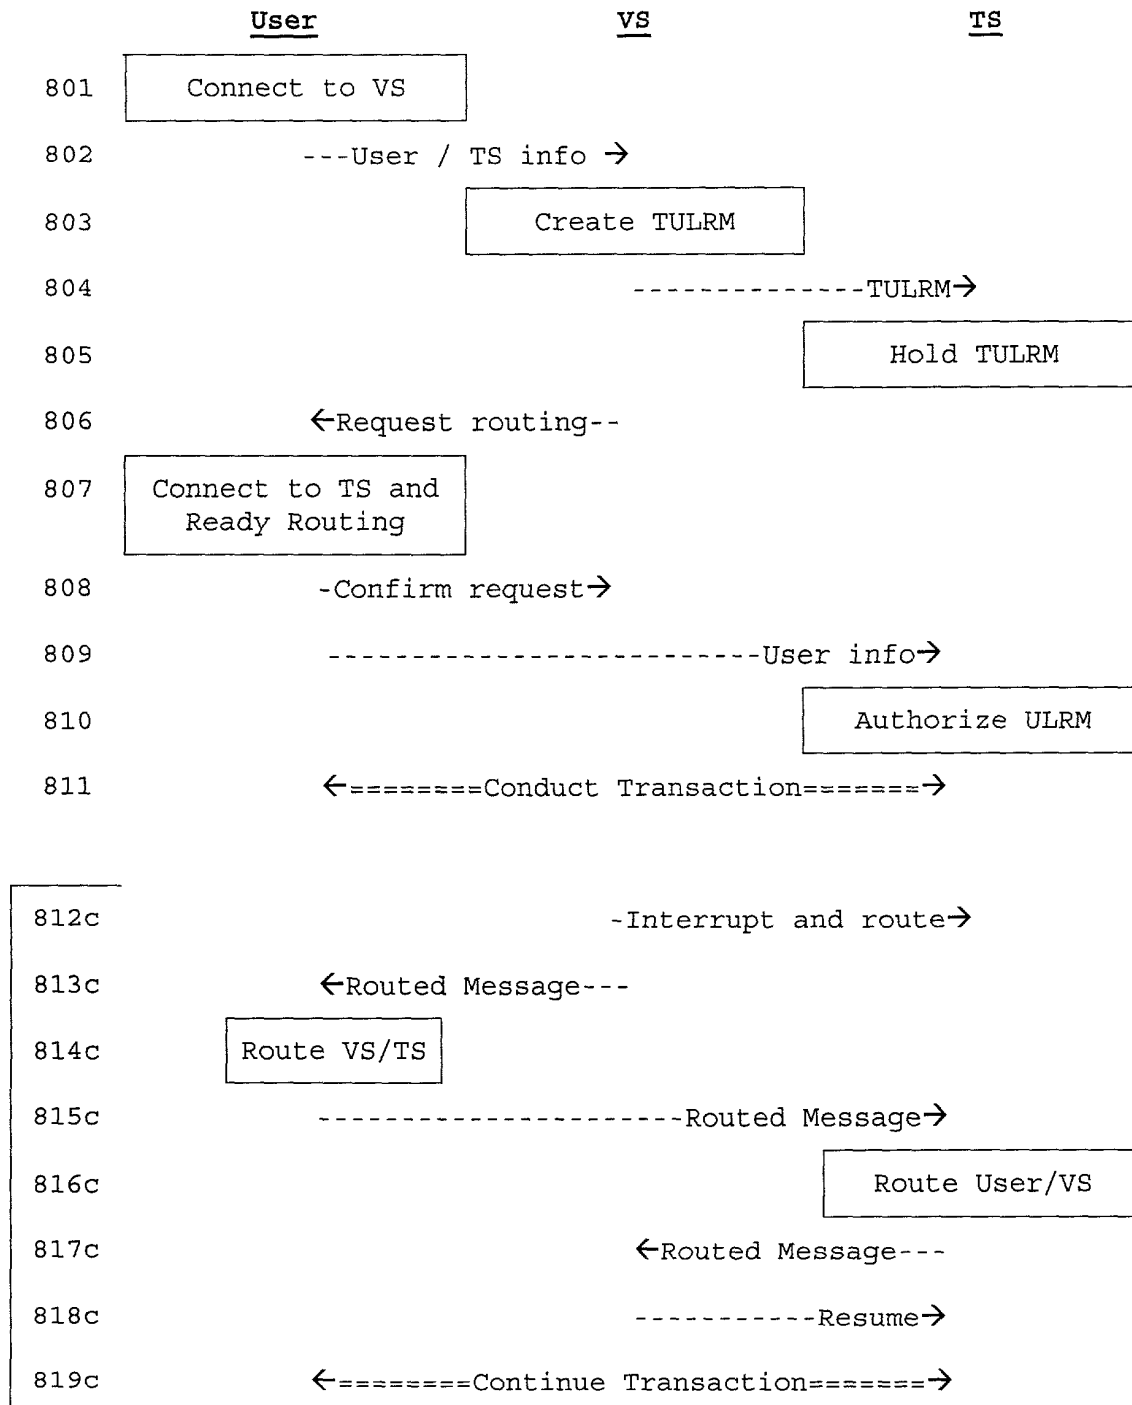 User VS TS
801 Connect to VS
802 ---User / TS info →
803 Create TULRM
804 --------------TULRM→
805 Hold TULRM
806 ←Request routing--
807 Connect to TS and
Ready Routing
808 -Confirm request→
809 --------------------------User info→
810 Authorize ULRM
811 ←========Conduct Transaction=======→
812c -Interrupt and route→
813c ←Routed Message---
814c Route VS/TS
815c ----------------------Routed Message→
816c Route User/VS
817c ←Routed Message---
818c -----------Resume→
819c ←========Continue Transaction=======→